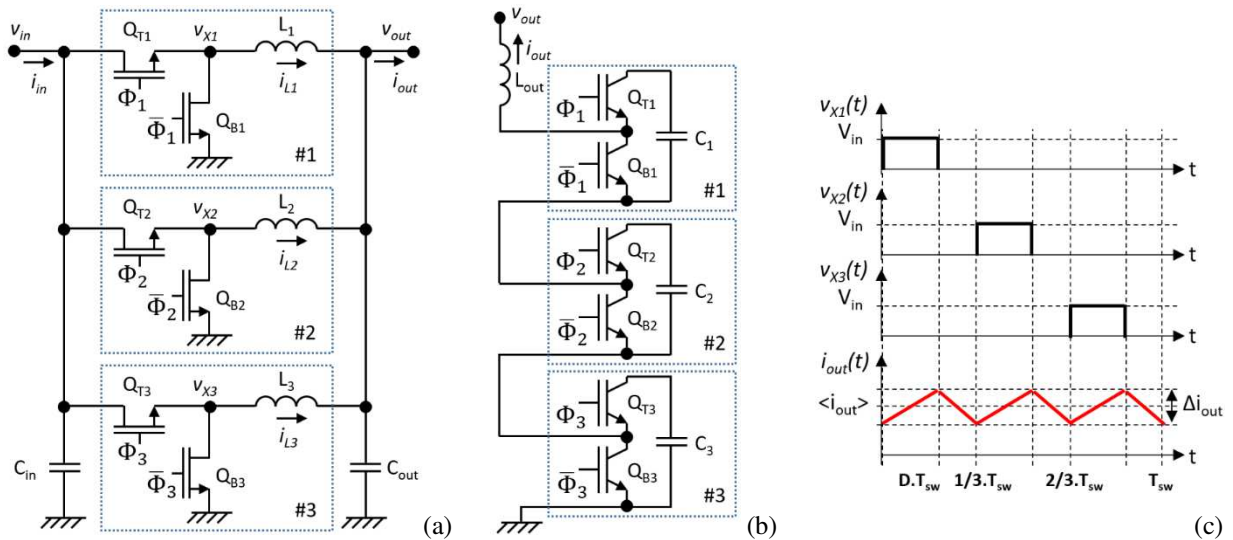 v_in
i_in
Q_T1
Φ_1
v_X1
Φ̅_1
Q_B1
L_1
i_L1
v_out
i_out
#1
Q_T2
Φ_2
v_X2
Φ̅_2
Q_B2
L_2
i_L2
#2
Q_T3
Φ_3
v_X3
Φ̅_3
Q_B3
L_3
i_L3
#3
C_in
C_out
(a)
v_out
i_out
L_out
Φ_1
Q_T1
Φ̅_1
Q_B1
C_1
#1
Φ_2
Q_T2
Φ̅_2
Q_B2
C_2
#2
Φ_3
Q_T3
Φ̅_3
Q_B3
C_3
#3
(b)
v_X1(t)
V_in
t
v_X2(t)
V_in
t
v_X3(t)
V_in
t
i_out(t)
<i_out>
Δi_out
t
D.T_sw 1/3.T_sw 2/3.T_sw T_sw
(c)